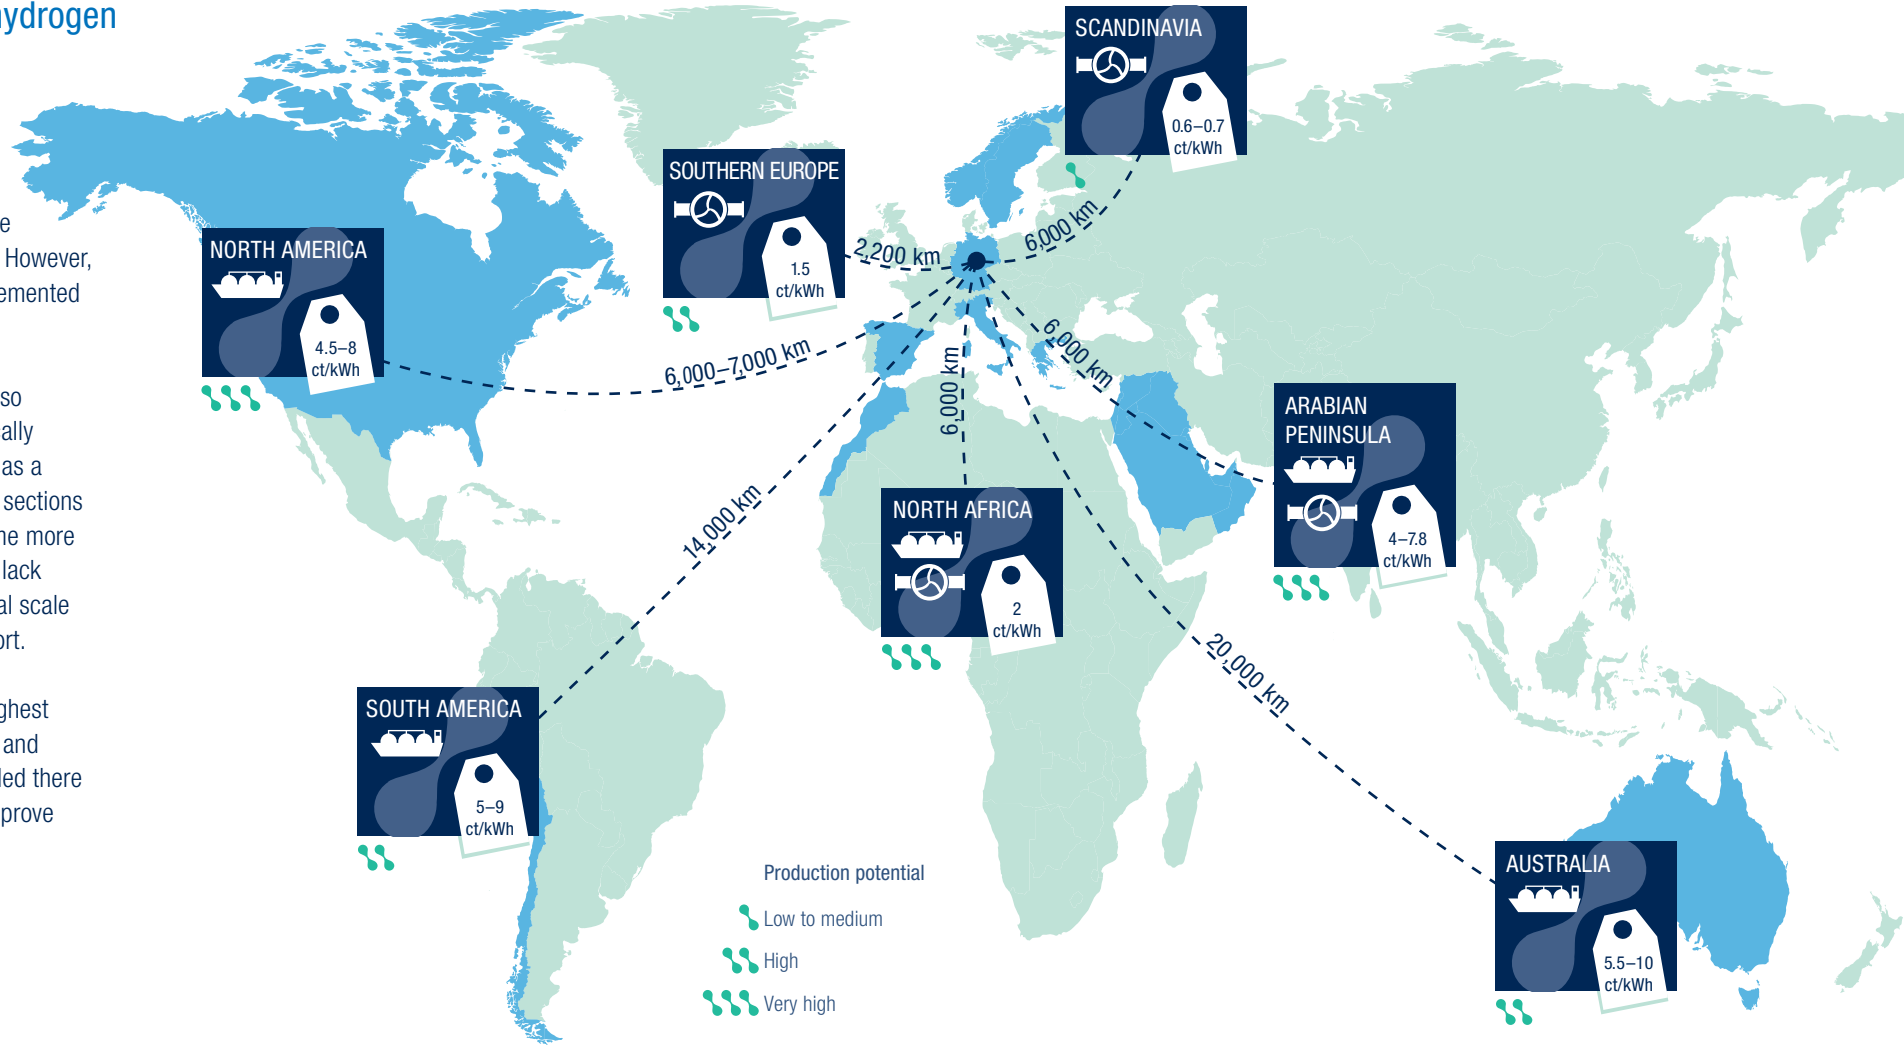 hydrogen
e
However,
emented
so
ally
as a
sections
ne more
lack
al scale
ort.
ghest
and
led there
prove
SCANDINAVIA
0.6–0.7
ct/kWh
SOUTHERN EUROPE
1.5
ct/kWh
NORTH AMERICA
4.5–8
ct/kWh
2,200 km
6,000 km
6,000–7,000 km
6,000 km
6,000 km
ARABIAN
PENINSULA
4–7.8
ct/kWh
14,000 km
NORTH AFRICA
2
ct/kWh
20,000 km
SOUTH AMERICA
5–9
ct/kWh
AUSTRALIA
5.5–10
ct/kWh
Production potential
Low to medium
High
Very high